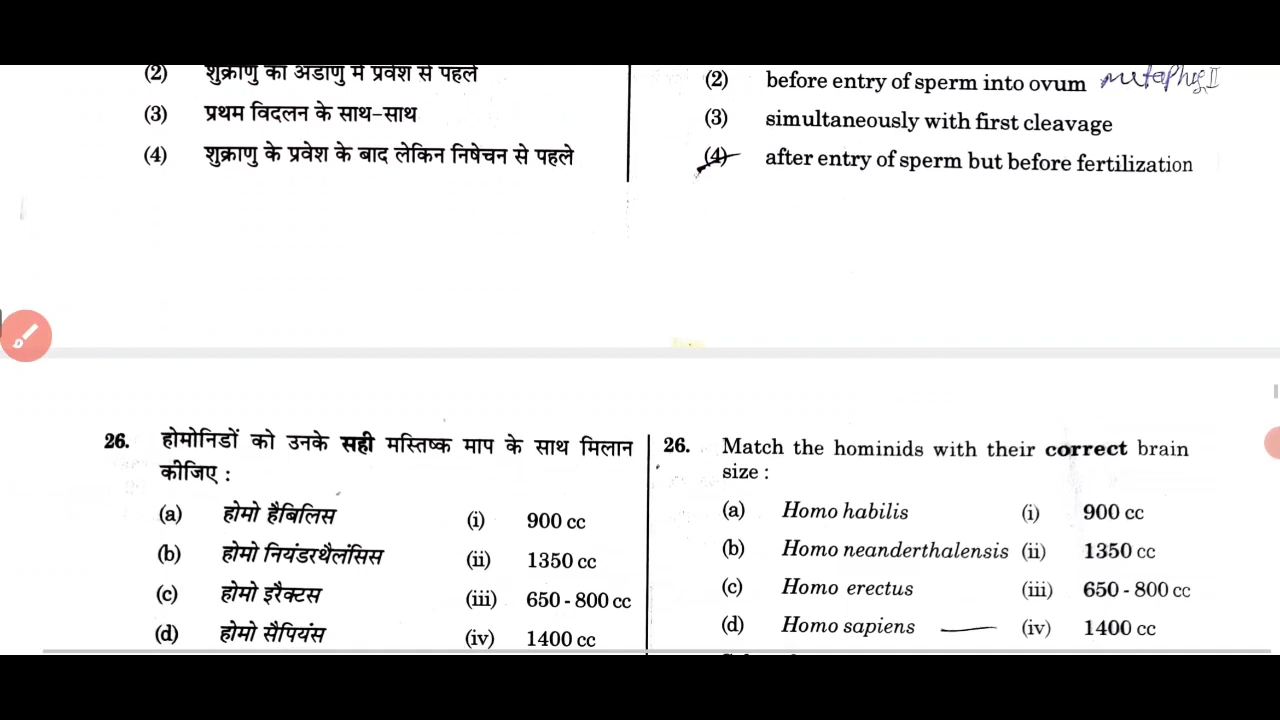 (2) शुक्राणु का अंडाणु में प्रवेश से पहले
(3) प्रथम विदलन के साथ-साथ
(4) शुक्राणु के प्रवेश के बाद लेकिन निषेचन से पहले
(2) before entry of sperm into ovum
(3) simultaneously with first cleavage
(4) after entry of sperm but before fertilization
26. होमोनिडों को उनके सही मस्तिष्क माप के साथ मिलान
कीजिए :
(a) होमो हैबिलिस (i) 900 cc
(b) होमो नियंडरथैलंसिस (ii) 1350 cc
(c) होमो इरैक्टस (iii) 650 - 800 cc
(d) होमो सैपियंस (iv) 1400 cc
26. Match the hominids with their correct brain
size :
(a) Homo habilis (i) 900 cc
(b) Homo neanderthalensis (ii) 1350 cc
(c) Homo erectus (iii) 650 - 800 cc
(d) Homo sapiens (iv) 1400 cc